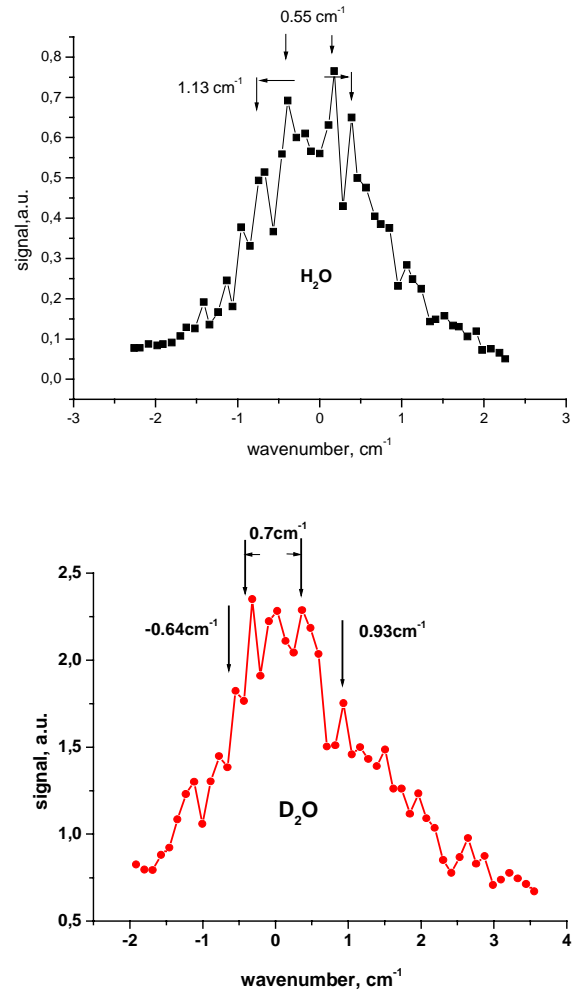 0.55 cm⁻¹
1.13 cm⁻¹
0,8
0,7
0,6
0,5
0,4
0,3
0,2
0,1
0,0
signal,a.u.
H₂O
-3 -2 -1 0 1 2 3
wavenumber, cm⁻¹
0.7cm⁻¹
-0.64cm⁻¹
0.93cm⁻¹
2,5
2,0
1,5
1,0
0,5
signal, a.u.
D₂O
-2 -1 0 1 2 3 4
wavenumber, cm⁻¹